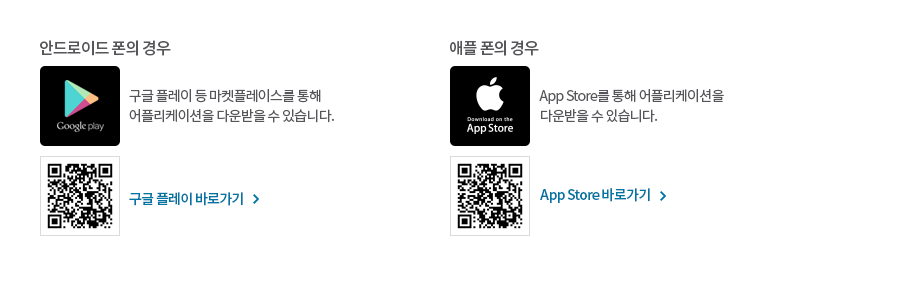 안드로이드 폰의 경우
Google play
구글 플레이 등 마켓플레이스를 통해
어플리케이션을 다운받을 수 있습니다.
구글 플레이 바로가기
애플 폰의 경우
Download on the
App Store
App Store를 통해 어플리케이션을
다운받을 수 있습니다.
App Store 바로가기